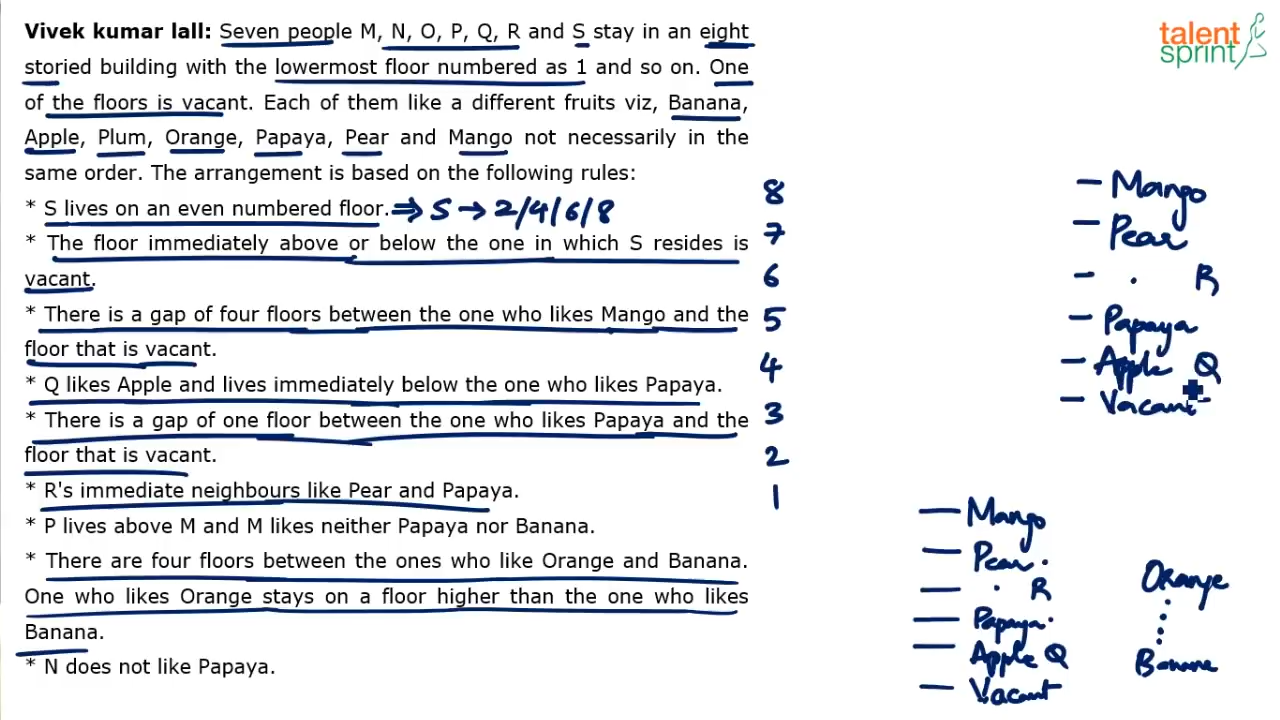 talent
sprint
Vivek kumar lall: Seven people M, N, O, P, Q, R and S stay in an eight
storied building with the lowermost floor numbered as 1 and so on. One
of the floors is vacant. Each of them like a different fruits viz, Banana,
Apple, Plum, Orange, Papaya, Pear and Mango not necessarily in the
same order. The arrangement is based on the following rules:
* S lives on an even numbered floor. ⇒ S → 2/4/6/8
* The floor immediately above or below the one in which S resides is
vacant.
* There is a gap of four floors between the one who likes Mango and the
floor that is vacant.
* Q likes Apple and lives immediately below the one who likes Papaya.
* There is a gap of one floor between the one who likes Papaya and the
floor that is vacant.
* R's immediate neighbours like Pear and Papaya.
* P lives above M and M likes neither Papaya nor Banana.
* There are four floors between the ones who like Orange and Banana.
One who likes Orange stays on a floor higher than the one who likes
Banana.
* N does not like Papaya.
8
7
6
5
4
3
2
1
— Mango
— Pear
— . R
— Papaya
— Apple Q
— Vacant
— Mango
— Pear .
— . R
— Papaya .
— Apple Q
— Vacant
Orange
Banana